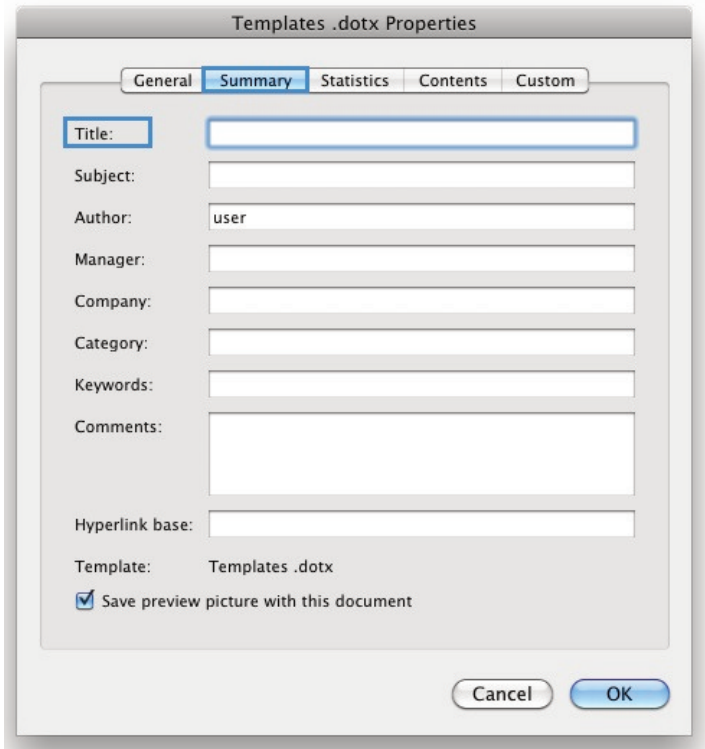 Templates .dotx Properties
General Summary Statistics Contents Custom
Title:
Subject:
Author: user
Manager:
Company:
Category:
Keywords:
Comments:
Hyperlink base:
Template: Templates .dotx
Save preview picture with this document
Cancel OK